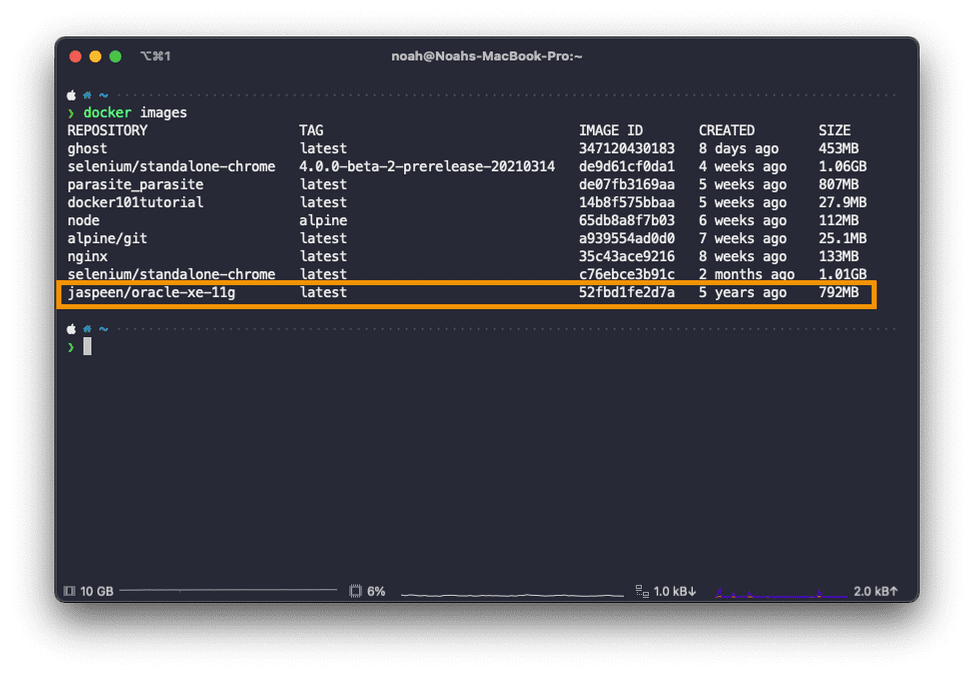 ⌥⌘1 noah@Noahs-MacBook-Pro:~
~
❯ docker images
REPOSITORY TAG IMAGE ID CREATED SIZE
ghost latest 347120430183 8 days ago 453MB
selenium/standalone-chrome 4.0.0-beta-2-prerelease-20210314 de9d61cf0da1 4 weeks ago 1.06GB
parasite_parasite latest de07fb3169aa 5 weeks ago 807MB
docker101tutorial latest 14b8f575bbaa 5 weeks ago 27.9MB
node alpine 65db8a8f7b03 6 weeks ago 112MB
alpine/git latest a939554ad0d0 7 weeks ago 25.1MB
nginx latest 35c43ace9216 8 weeks ago 133MB
selenium/standalone-chrome latest c76ebce3b91c 2 months ago 1.01GB
jaspeen/oracle-xe-11g latest 52fbd1fe2d7a 5 years ago 792MB
~
❯
10 GB 6% 1.0 kB↓ 2.0 kB↑